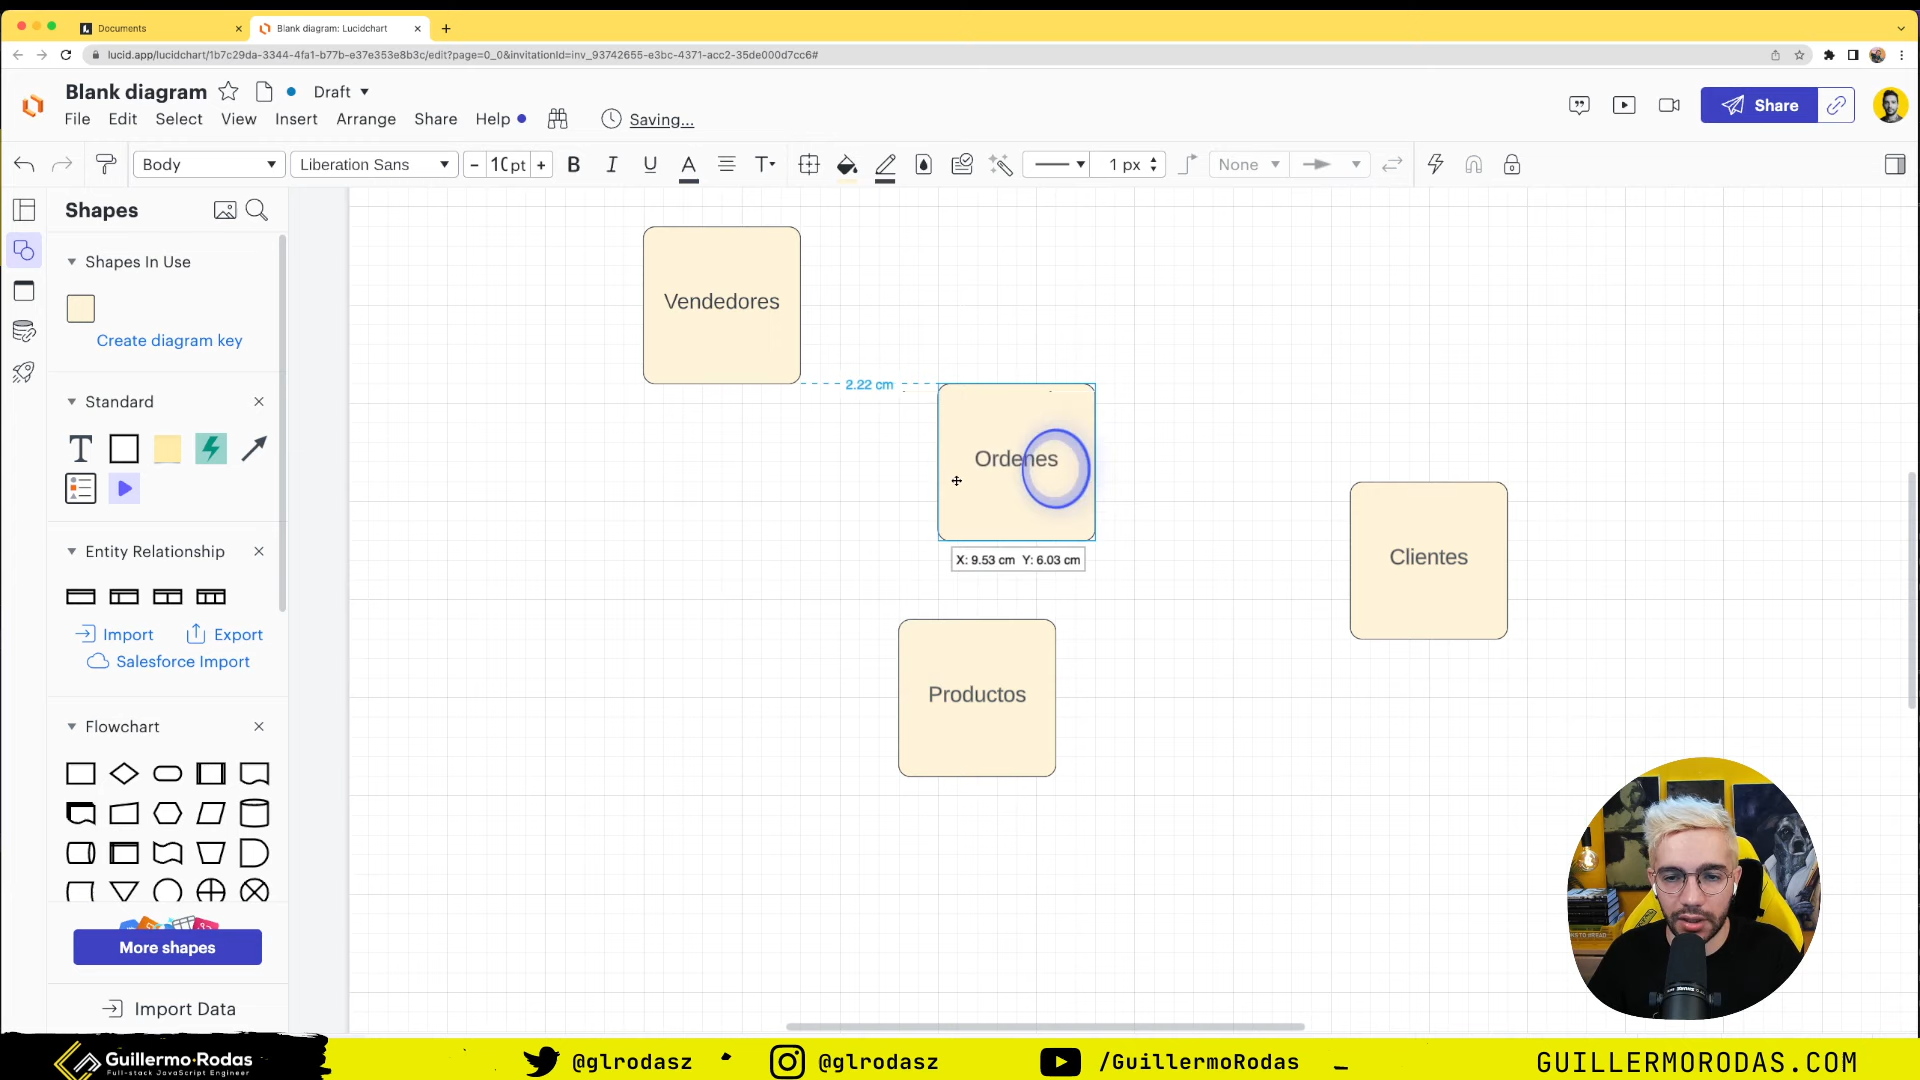 Documents
Blank diagram: Lucidchart
lucid.app/lucidchart/1b7c29da-3344-4fa1-b77b-e37e353e8b3c/edit?page=0_0&invitationId=inv_93742655-e3bc-4371-acc2-35de000d7cc6#
Blank diagram
Draft
File Edit Select View Insert Arrange Share Help
Saving...
Share
Body
Liberation Sans
- 10 pt +
B I U A T
1 px
None
Shapes
Shapes In Use
Create diagram key
Standard
T
Entity Relationship
Import
Export
Salesforce Import
Flowchart
More shapes
Import Data
Vendedores
2.22 cm
Ordenes
X: 9.53 cm Y: 6.03 cm
Clientes
Productos
Guillermo Rodas
Full-stack JavaScript Engineer
@glrodasz
@glrodasz
/GuillermoRodas
GUILLERMORODAS.COM